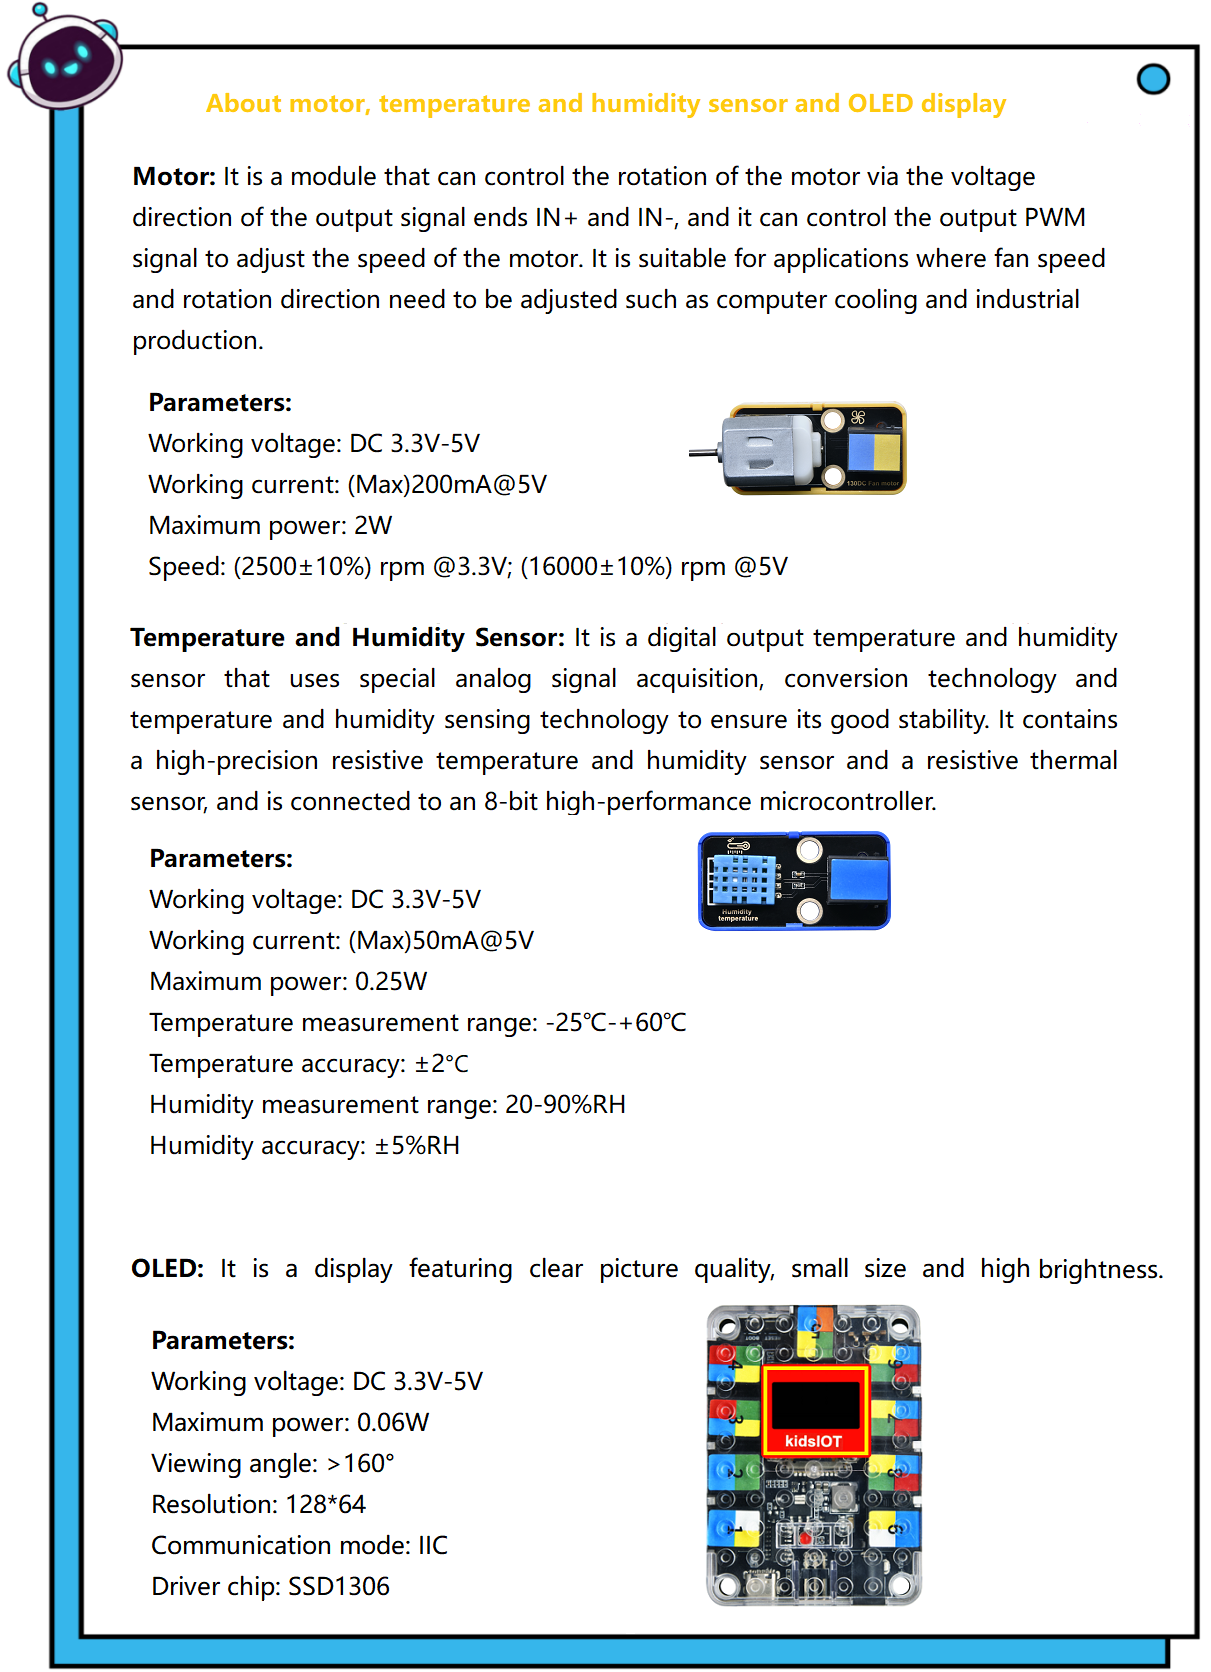 About motor, temperature and humidity sensor and OLED display
Motor: It is a module that can control the rotation of the motor via the voltage
direction of the output signal ends IN+ and IN-, and it can control the output PWM
signal to adjust the speed of the motor. It is suitable for applications where fan speed
and rotation direction need to be adjusted such as computer cooling and industrial
production.
Parameters:
Working voltage: DC 3.3V-5V
Working current: (Max)200mA@5V
Maximum power: 2W
Speed: (2500±10%) rpm @3.3V; (16000±10%) rpm @5V
130DC Fan motor
Temperature and Humidity Sensor: It is a digital output temperature and humidity
sensor that uses special analog signal acquisition, conversion technology and
temperature and humidity sensing technology to ensure its good stability. It contains
a high-precision resistive temperature and humidity sensor and a resistive thermal
sensor, and is connected to an 8-bit high-performance microcontroller.
Parameters:
Working voltage: DC 3.3V-5V
Working current: (Max)50mA@5V
Maximum power: 0.25W
Temperature measurement range: -25℃-+60℃
Temperature accuracy: ±2℃
Humidity measurement range: 20-90%RH
Humidity accuracy: ±5%RH
Humidity
temperature
OLED: It is a display featuring clear picture quality, small size and high brightness.
Parameters:
Working voltage: DC 3.3V-5V
Maximum power: 0.06W
Viewing angle: >160°
Resolution: 128*64
Communication mode: IIC
Driver chip: SSD1306
kidsIOT